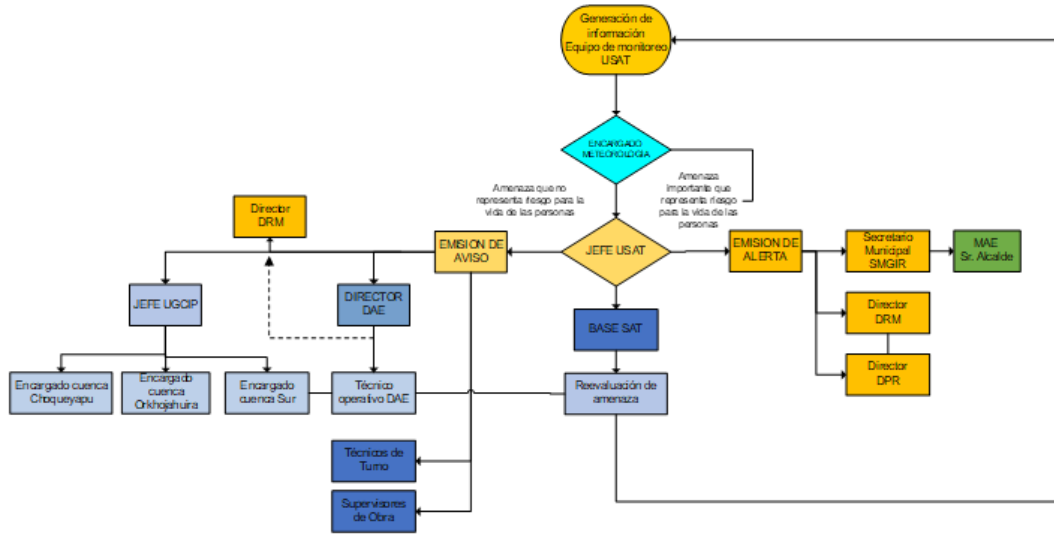 Generación de
información
Equipo de monitoreo
USAT
ENCARGADO
METEOROLOGIA
Amenaza que no
representa riesgo para la
vida de las personas
Amenaza
importante que
representa riesgo
para la vida de las
personas
Director
DRM
EMISION DE
AVISO
JEFE USAT
EMISION DE
ALERTA
Secretario
Municipal
SMGIR
MAE
Sr. Alcalde
JEFE UGCIP
DIRECTOR
DAE
BASE SAT
Director
DRM
Director
DPR
Encargado cuenca
Choqueyapu
Encargado
cuenca
Orkhojahuira
Encargado
cuenca Sur
Técnico
operativo DAE
Reevaluación de
amenaza
Técnicos de
Turno
Supervisores
de Obra